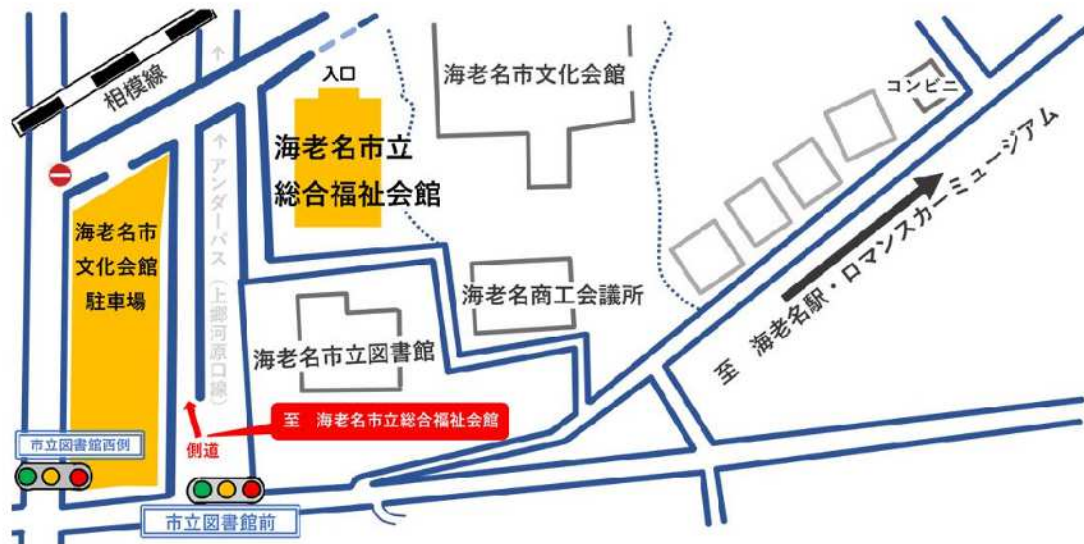 相模線
↑
入口
海老名市立
総合福祉会館
海老名市文化会館
コンビニ
海老名市
文化会館
駐車場
↑アンダーパス（上郷河原口線）
海老名市立図書館
海老名商工会議所
至　海老名駅・ロマンスカーミュージアム
至　海老名市立総合福祉会館
側道
市立図書館西側
市立図書館前